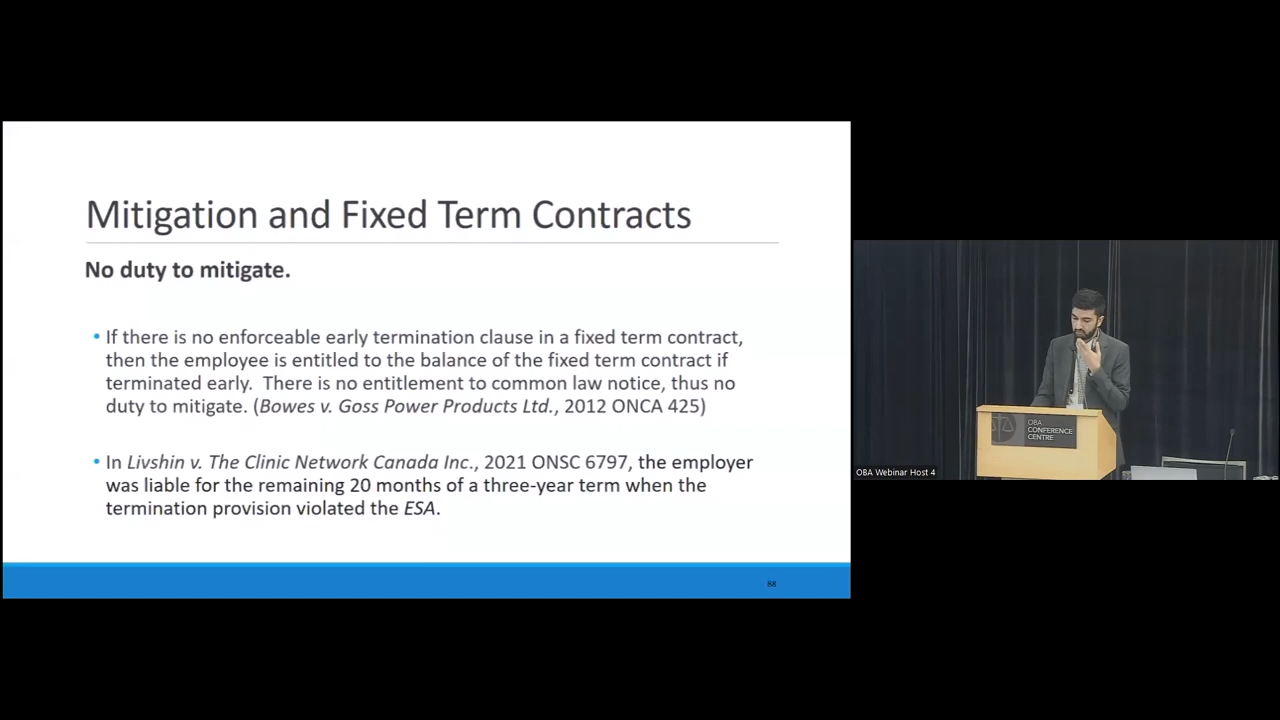 Mitigation and Fixed Term Contracts
No duty to mitigate.
• If there is no enforceable early termination clause in a fixed term contract,
then the employee is entitled to the balance of the fixed term contract if
terminated early.  There is no entitlement to common law notice, thus no
duty to mitigate. (Bowes v. Goss Power Products Ltd., 2012 ONCA 425)
• In Livshin v. The Clinic Network Canada Inc., 2021 ONSC 6797, the employer
was liable for the remaining 20 months of a three-year term when the
termination provision violated the ESA.
88
OBA
CONFERENCE
CENTRE
OBA Webinar Host 4